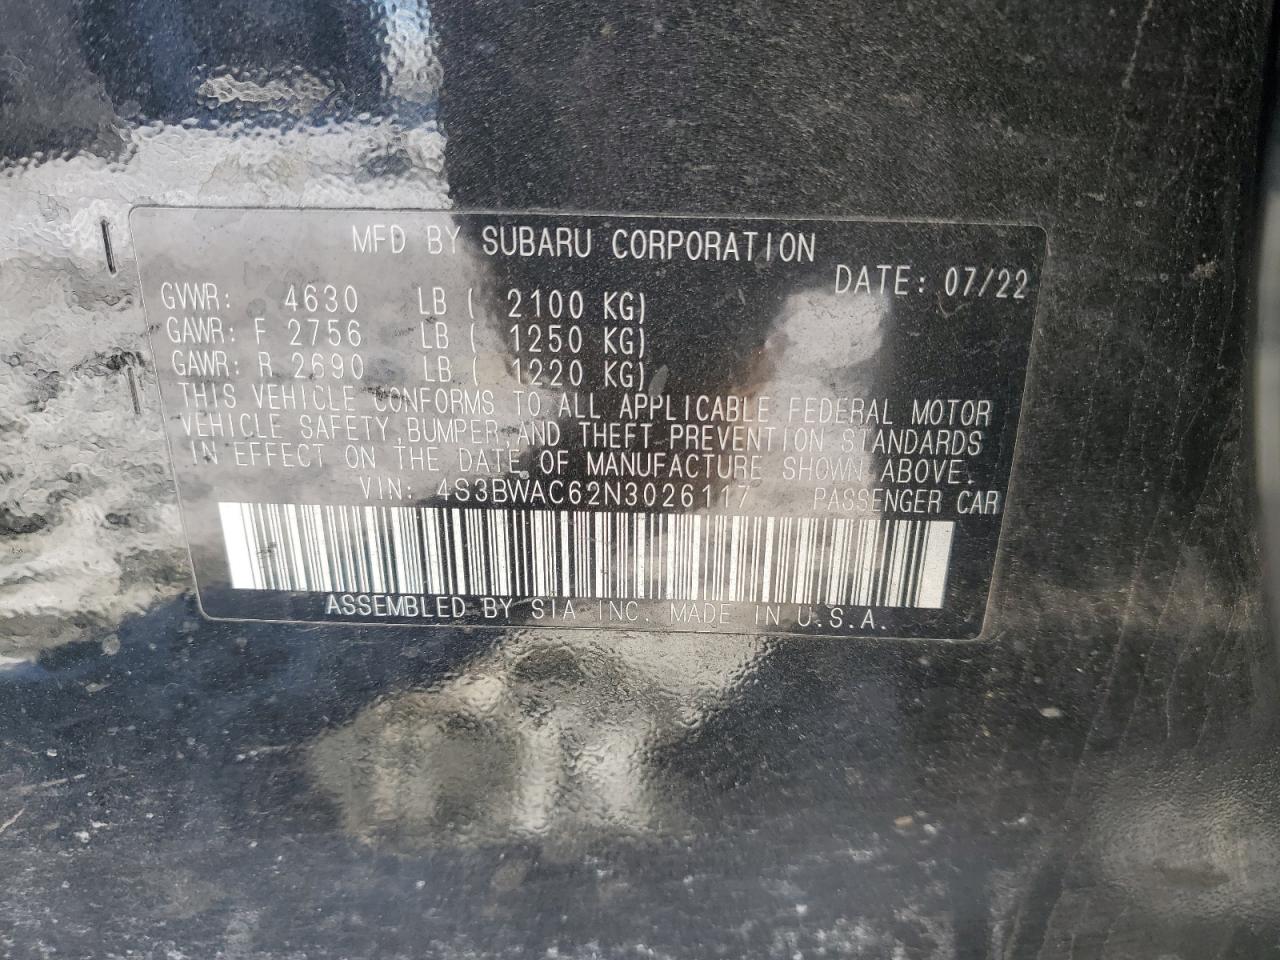 MFD BY SUBARU CORPORATION
DATE: 07/22
GVWR: 4630 LB ( 2100 KG)
GAWR: F 2756 LB ( 1250 KG)
GAWR: R 2690 LB ( 1220 KG)
THIS VEHICLE CONFORMS TO ALL APPLICABLE FEDERAL MOTOR
VEHICLE SAFETY, BUMPER, AND THEFT PREVENTION STANDARDS
IN EFFECT ON THE DATE OF MANUFACTURE SHOWN ABOVE.
VIN: 4S3BWAC62N3026117 PASSENGER CAR
ASSEMBLED BY SIA INC. MADE IN U.S.A.